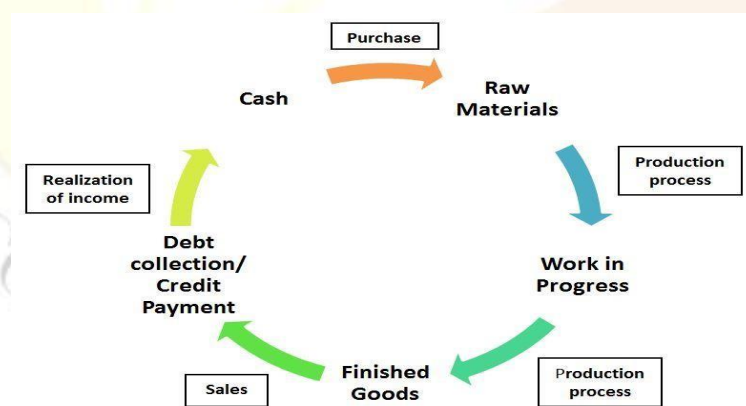 Purchase
Cash
Raw
Materials
Production
process
Work in
Progress
Production
process
Finished
Goods
Sales
Debt
collection/
Credit
Payment
Realization
of income